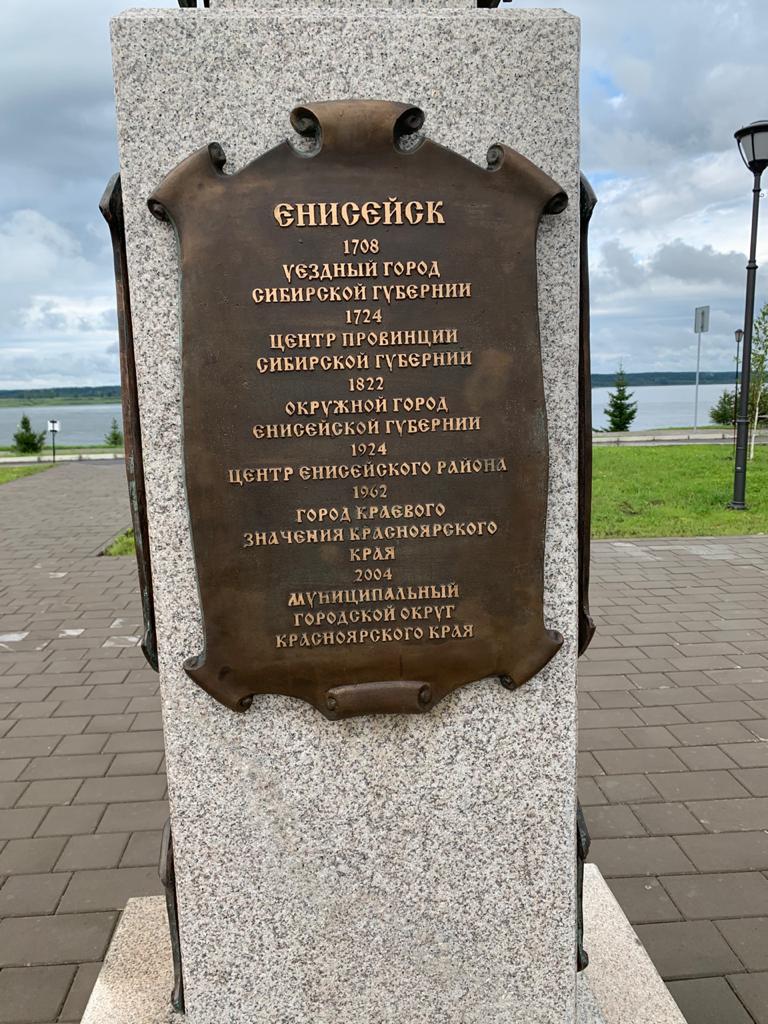 ЕНИСЕЙСК
1708
УЕЗДНЫЙ ГОРОД
СИБИРСКОЙ ГУБЕРНИИ
1724
ЦЕНТР ПРОВИНЦИИ
СИБИРСКОЙ ГУБЕРНИИ
1822
ОКРУЖНОЙ ГОРОД
ЕНИСЕЙСКОЙ ГУБЕРНИИ
1924
ЦЕНТР ЕНИСЕЙСКОГО РАЙОНА
1962
ГОРОД КРАЕВОГО
ЗНАЧЕНИЯ КРАСНОЯРСКОГО
КРАЯ
2004
МУНИЦИПАЛЬНЫЙ
ГОРОДСКОЙ ОКРУГ
КРАСНОЯРСКОГО КРАЯ